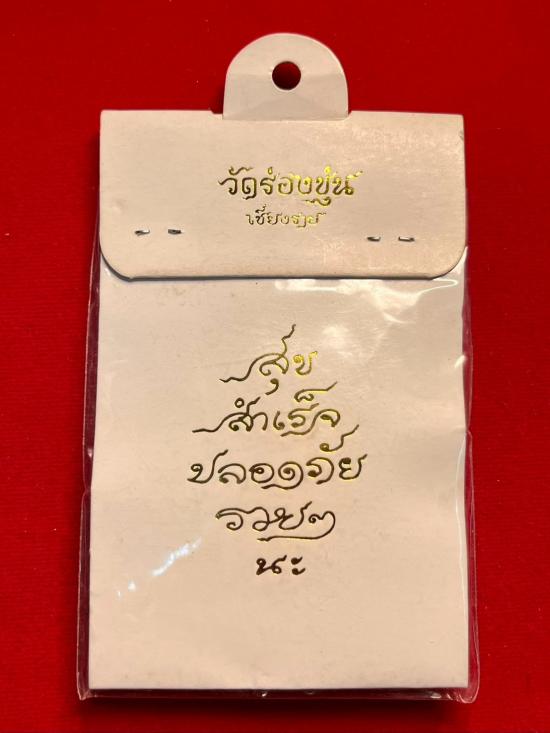 วัดร่องขุ่น
เชียงราย
สุข
สำเร็จ
ปลอดภัย
รวยๆ
นะ